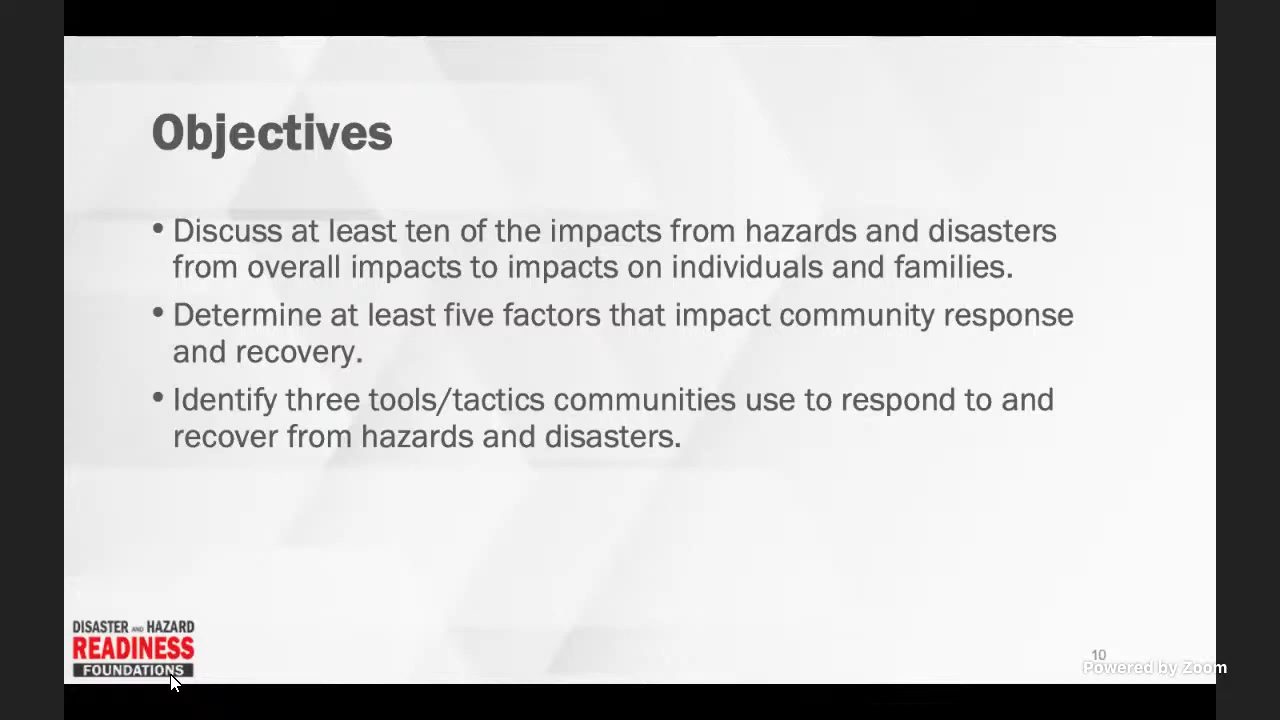 Objectives
• Discuss at least ten of the impacts from hazards and disasters
from overall impacts to impacts on individuals and families.
• Determine at least five factors that impact community response
and recovery.
• Identify three tools/tactics communities use to respond to and
recover from hazards and disasters.
DISASTER AND HAZARD
READINESS
FOUNDATIONS
10
Powered by Zoom